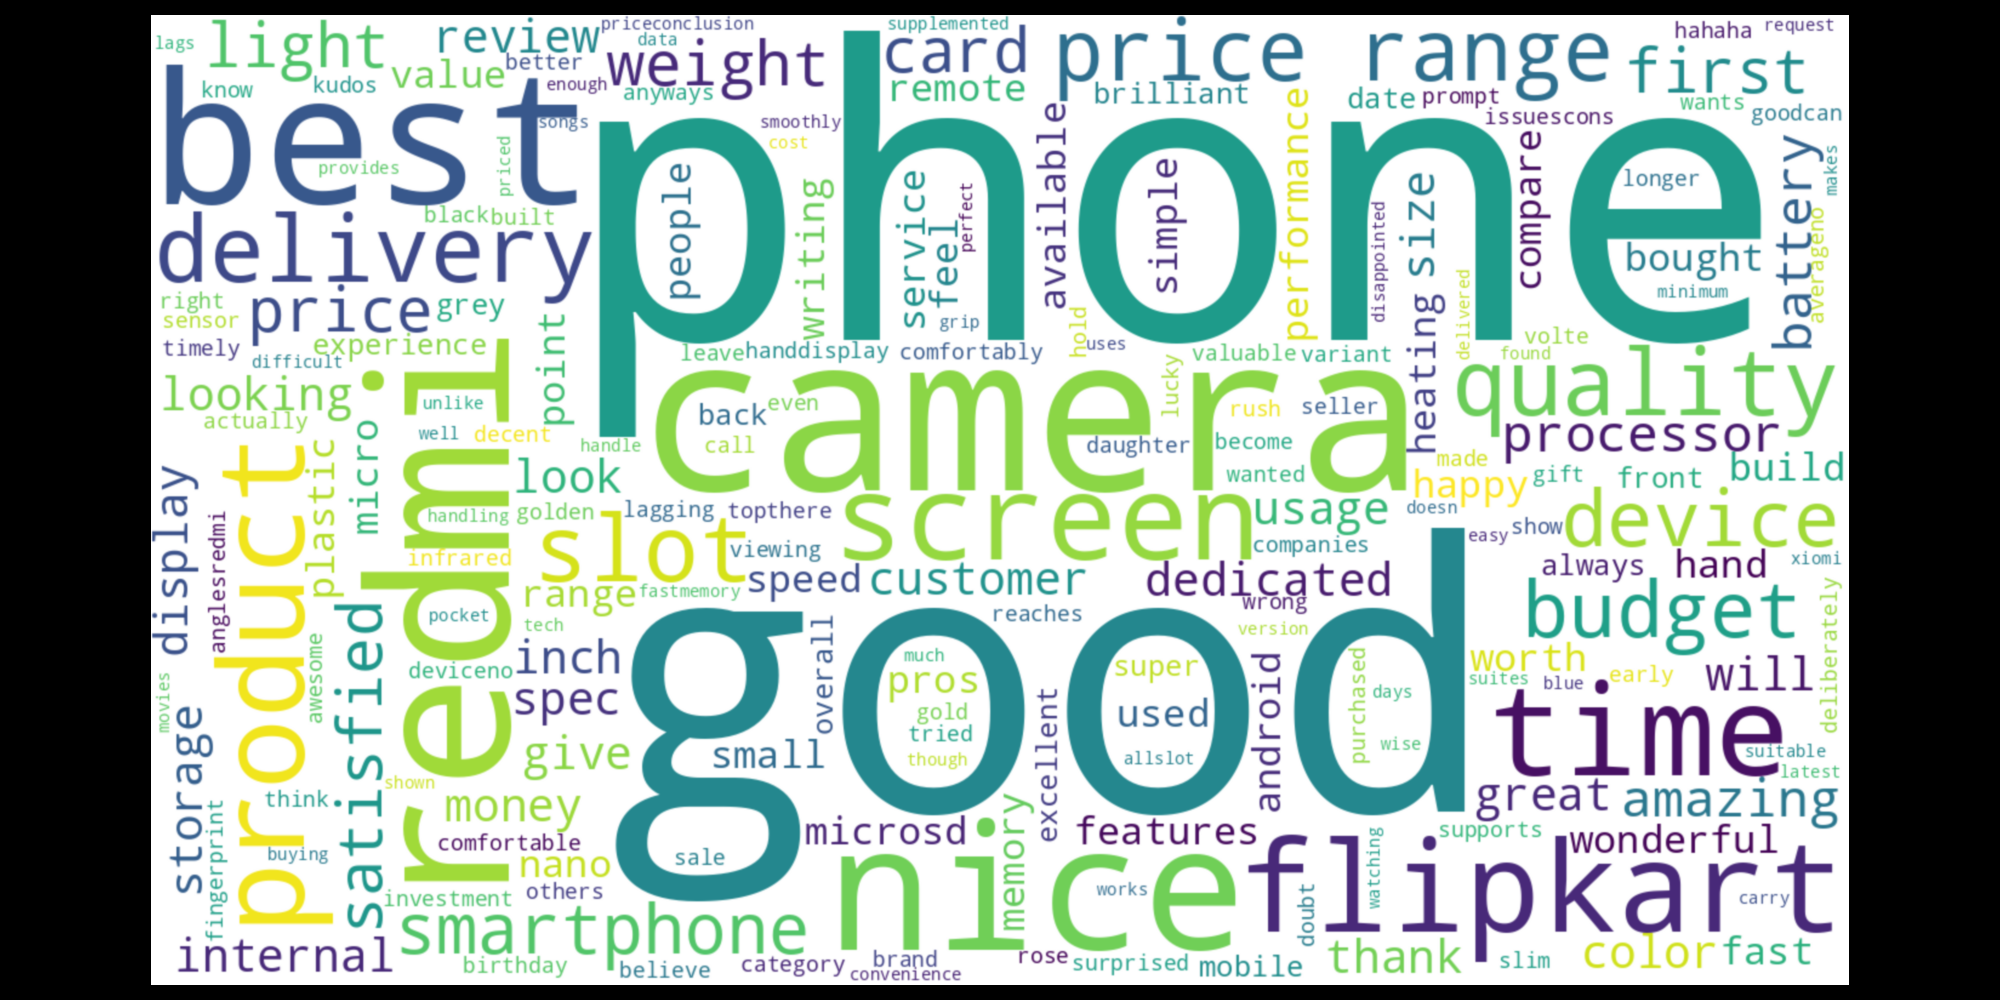 lags
light
review
priceconclusion
data
supplemented
hahaha
request
know
kudos
value
better
enough
weight
anyways
card
remote
price range
first
brilliant
date
prompt
wants
issuescons
goodcan
best
songs
smoothly
cost
provides
priced
phone
people
writing
service
feel
perfect
grip
available
simple
performance
disappointed
size
compare
longer
bought
minimum
battery
makes
averageno
black
built
delivery
right
sensor
price
grey
timely
experience
difficult
point
leave
handdisplay
comfortably
hold
uses
valuable
variant
heating
delivered
volte
found
looking
actually
unlike
well
decent
micro
redmi
handle
back
even
call
camera
lucky
rush
seller
daughter
become
wanted
quality
processor
made
happy
gift
front
build
display
anglesredmi
product
plastic
look
handling
golden
lagging
topthere
screen
usage
doesn
easy
show
device
infrared
slot
viewing
companies
always
hand
xiomi
speed
customer
dedicated
range
fastmemory
wrong
reaches
version
budget
deliberately
pocket
tech
satisfied
awesome
movies
deviceno
inch
spec
overall
good
much
pros
gold
tried
though
super
used
allslot
excellent
android
purchased
days
wise
worth
suites
blue
early
will
time
suitable
latest
storage
shown
give
small
think
money
great
amazing
fingerprint
buying
comfortable
nano
sale
microsd
memory
features
supports
wonderful
investment
others
nice
works
flipkart
watching
doubt
carry
internal
smartphone
birthday
believe
category
brand
convenience
rose
surprised
mobile
thank
slim
color
fast